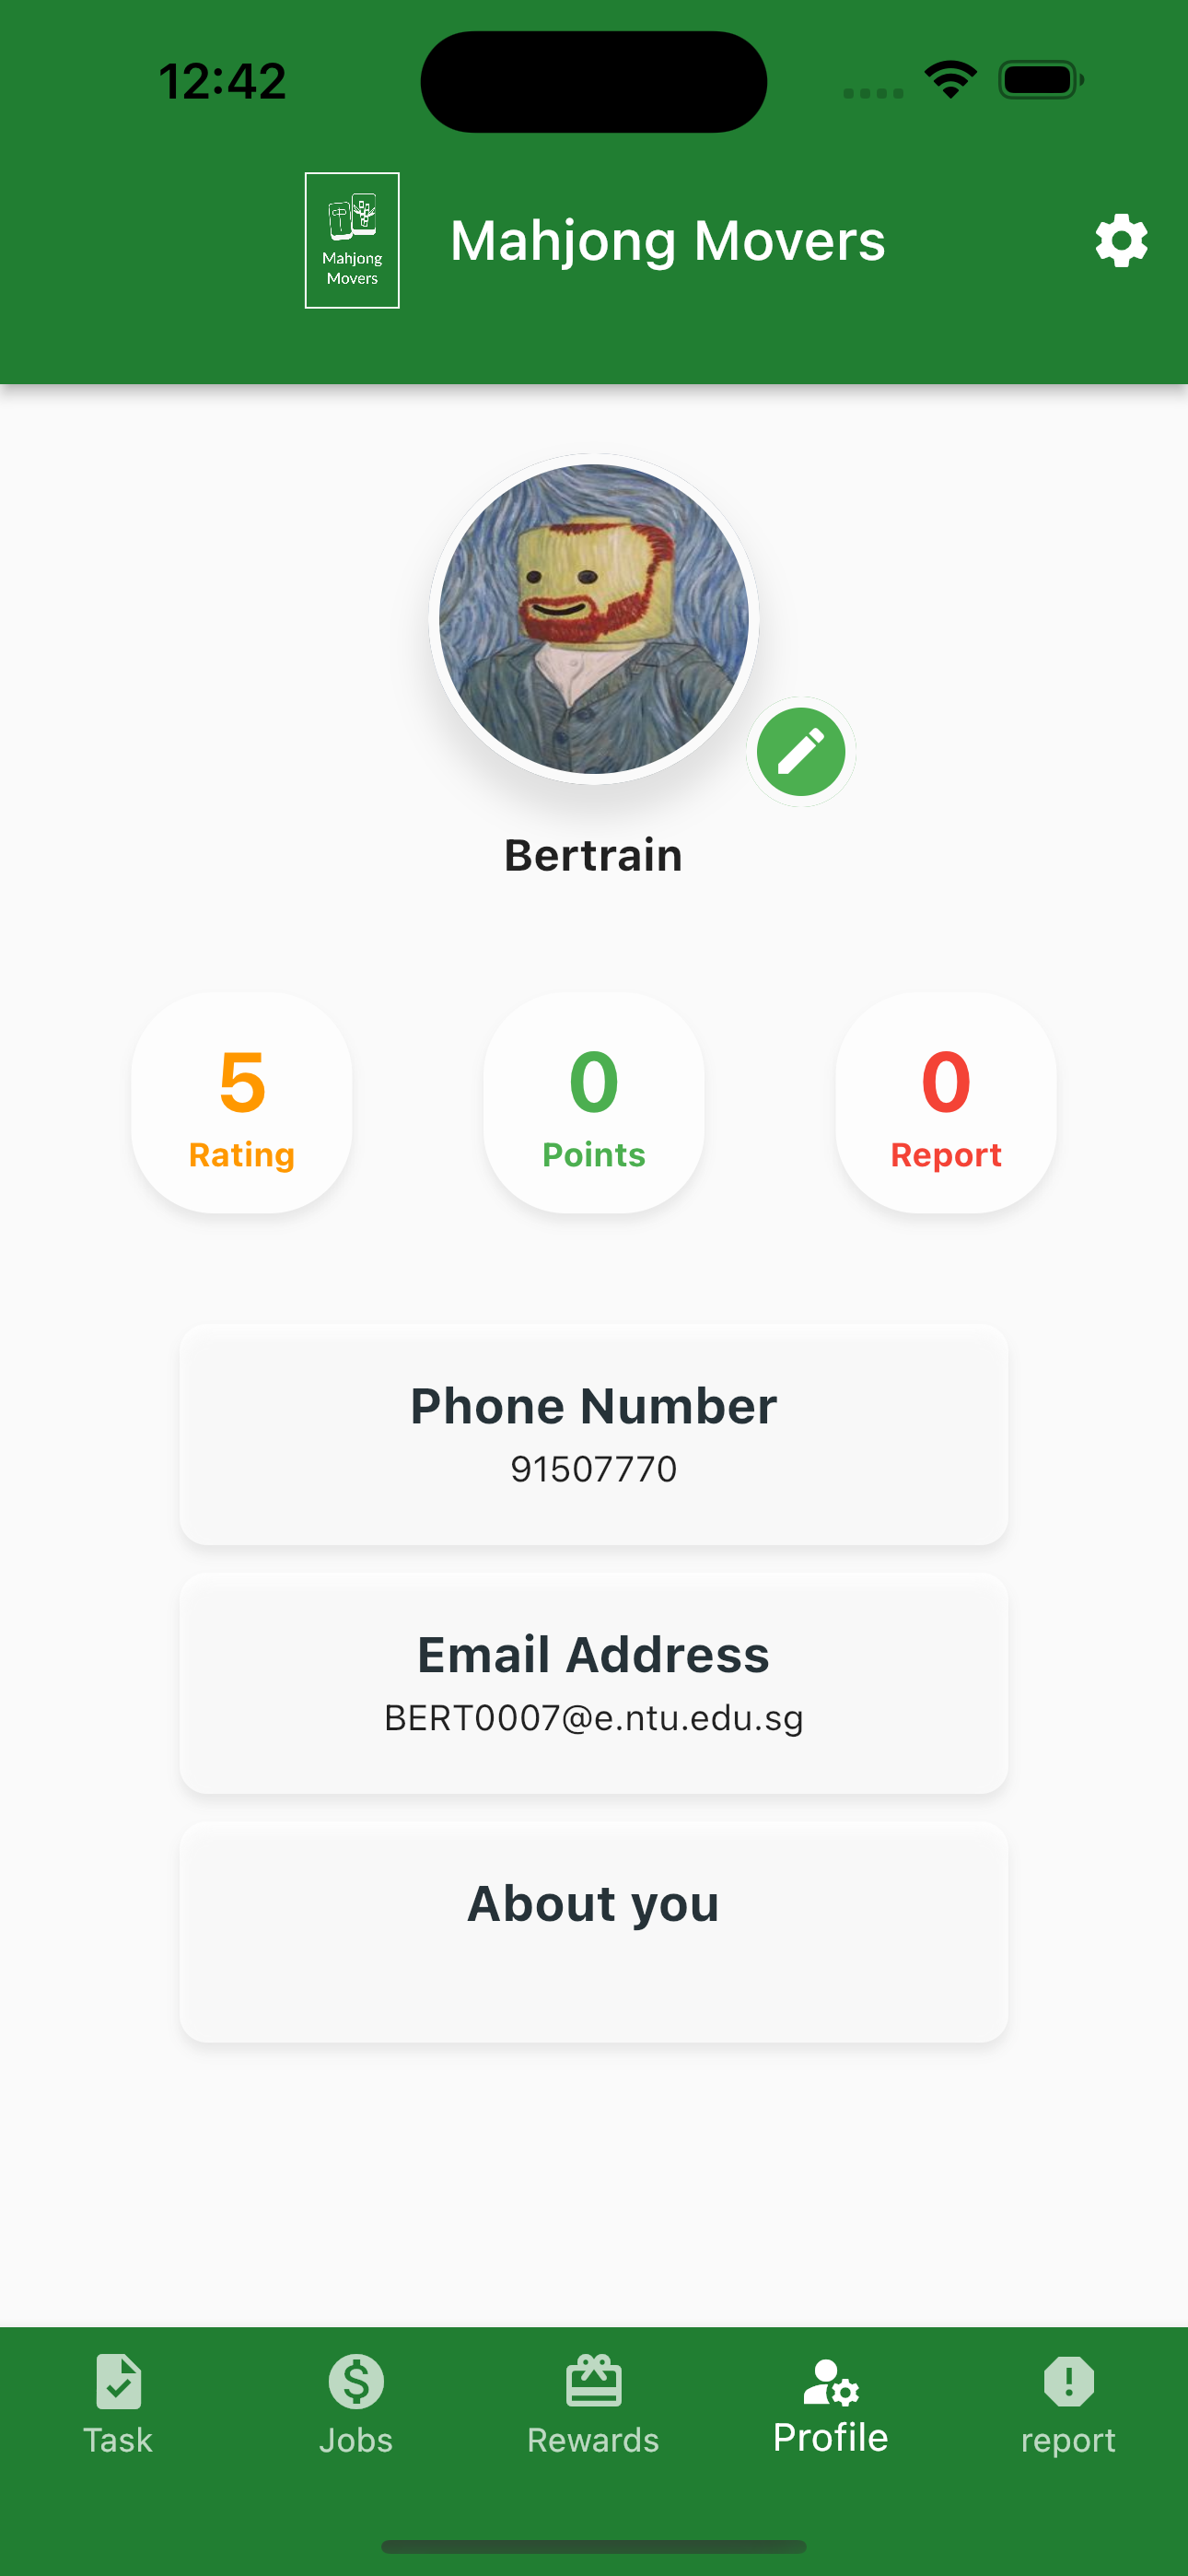 12:42
Mahjong
Movers
Mahjong Movers
Bertrain
5
Rating
0
Points
0
Report
Phone Number
91507770
Email Address
BERT0007@e.ntu.edu.sg
About you
Task
Jobs
Rewards
Profile
report